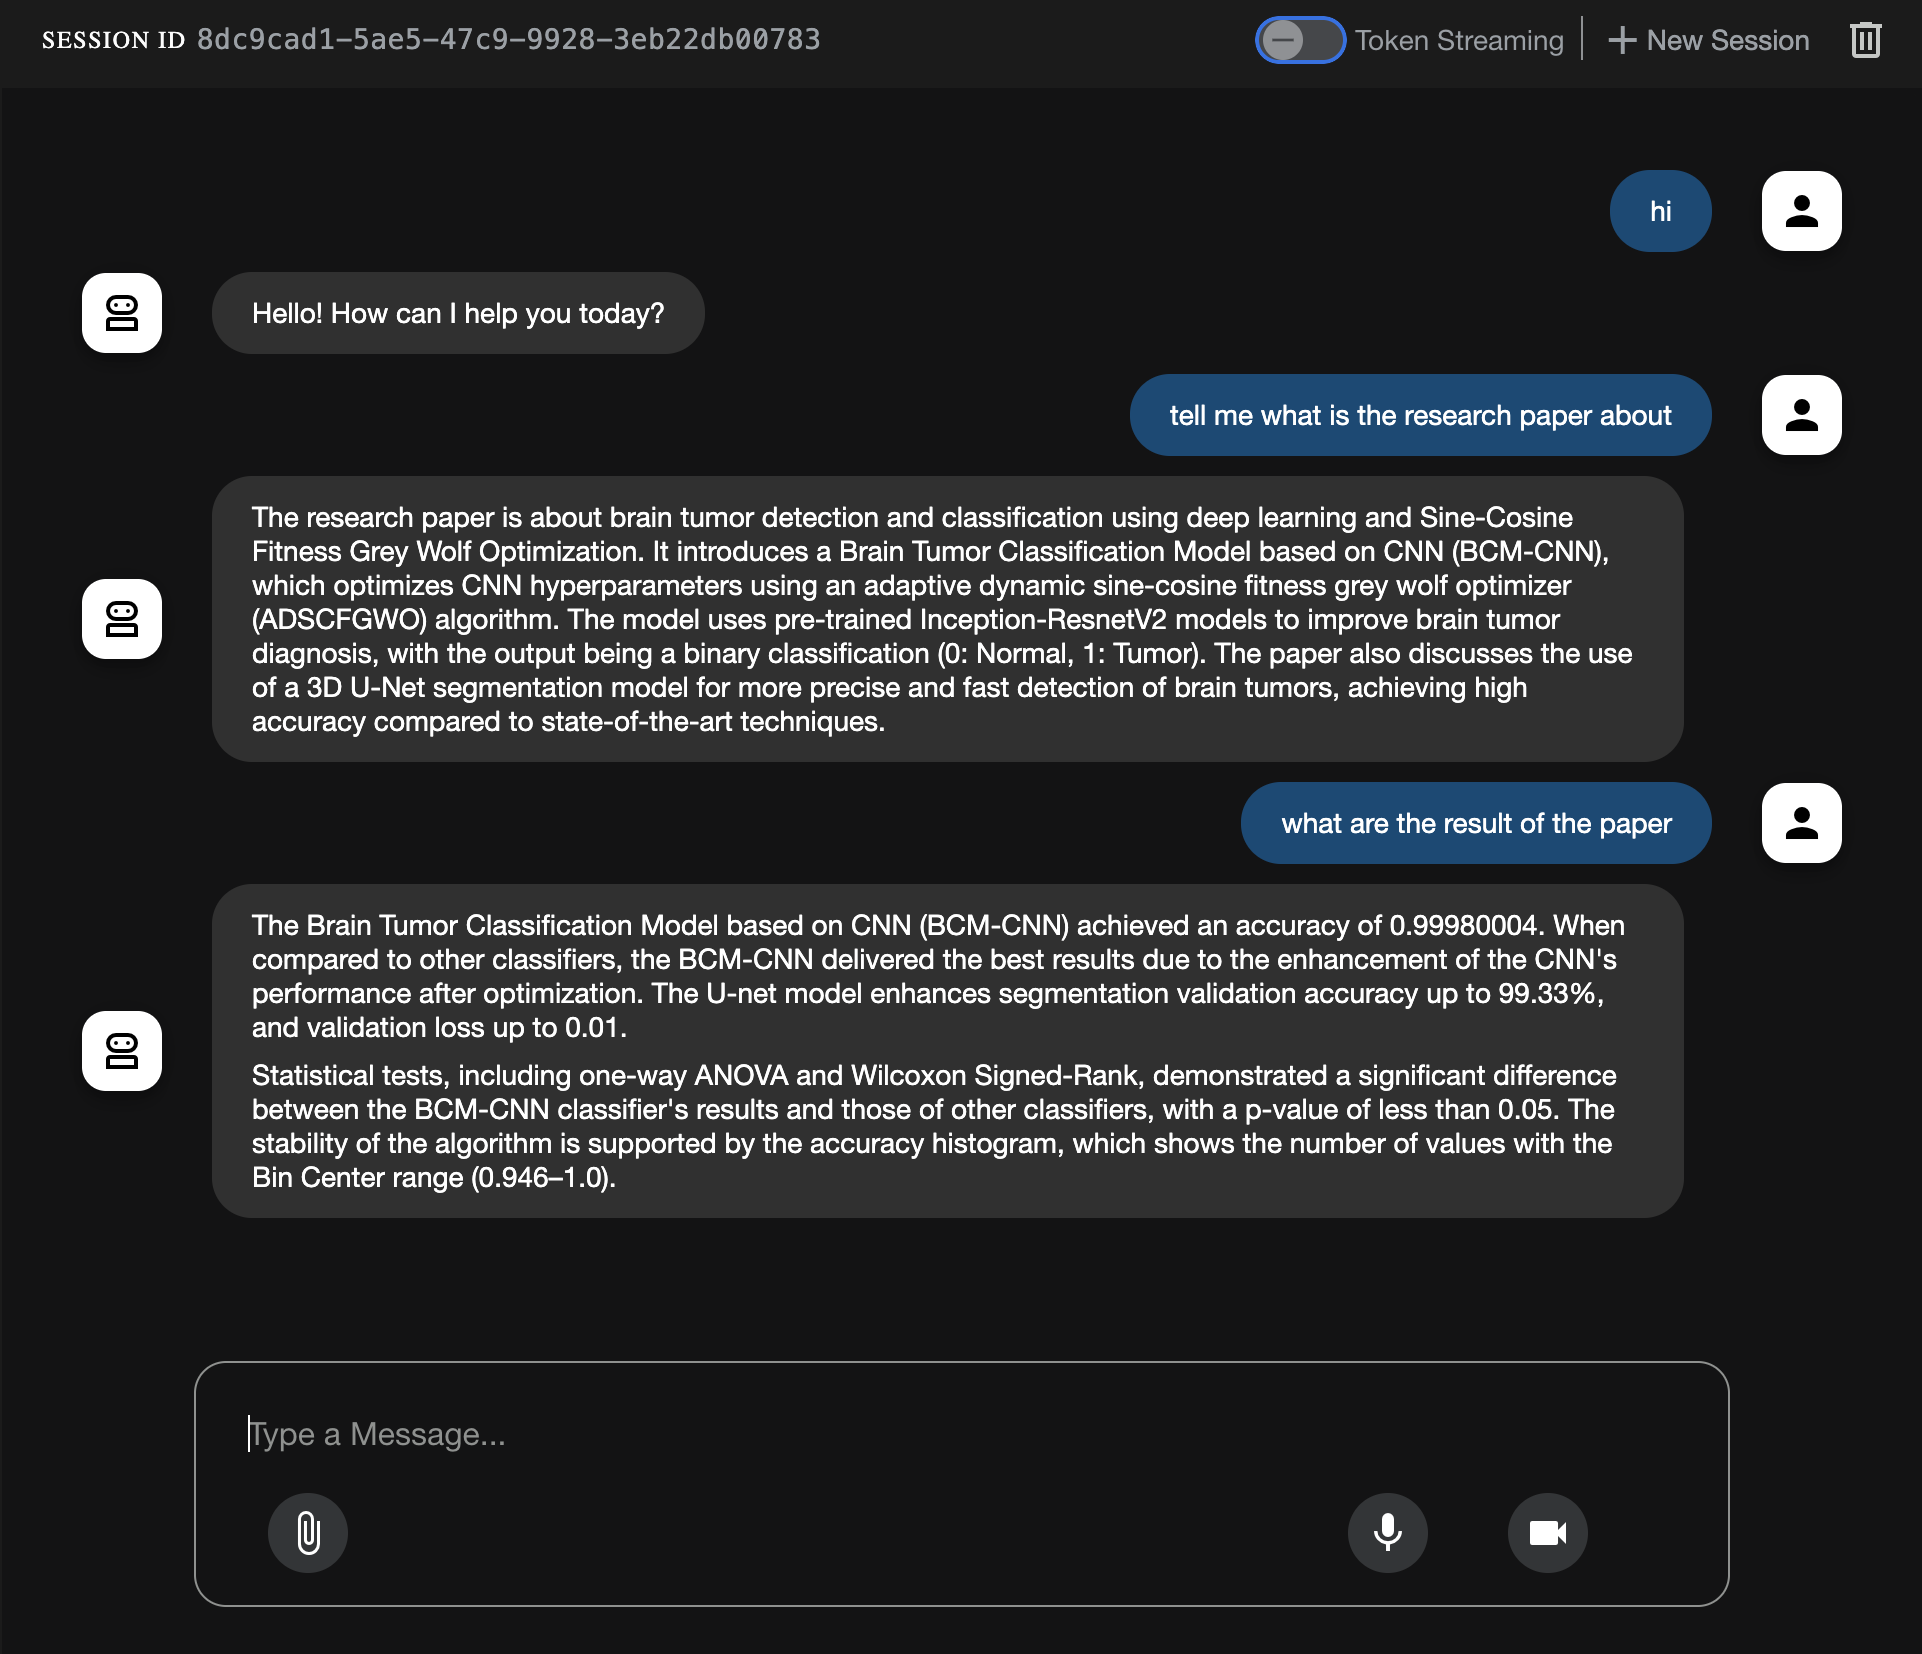 SESSION ID 8dc9cad1-5ae5-47c9-9928-3eb22db00783 Token Streaming New Session
hi
Hello! How can I help you today?
tell me what is the research paper about
The research paper is about brain tumor detection and classification using deep learning and Sine-Cosine
Fitness Grey Wolf Optimization. It introduces a Brain Tumor Classification Model based on CNN (BCM-CNN),
which optimizes CNN hyperparameters using an adaptive dynamic sine-cosine fitness grey wolf optimizer
(ADSCFGWO) algorithm. The model uses pre-trained Inception-ResnetV2 models to improve brain tumor
diagnosis, with the output being a binary classification (0: Normal, 1: Tumor). The paper also discusses the use
of a 3D U-Net segmentation model for more precise and fast detection of brain tumors, achieving high
accuracy compared to state-of-the-art techniques.
what are the result of the paper
The Brain Tumor Classification Model based on CNN (BCM-CNN) achieved an accuracy of 0.99980004. When
compared to other classifiers, the BCM-CNN delivered the best results due to the enhancement of the CNN's
performance after optimization. The U-net model enhances segmentation validation accuracy up to 99.33%,
and validation loss up to 0.01.
Statistical tests, including one-way ANOVA and Wilcoxon Signed-Rank, demonstrated a significant difference
between the BCM-CNN classifier's results and those of other classifiers, with a p-value of less than 0.05. The
stability of the algorithm is supported by the accuracy histogram, which shows the number of values with the
Bin Center range (0.946–1.0).
Type a Message...